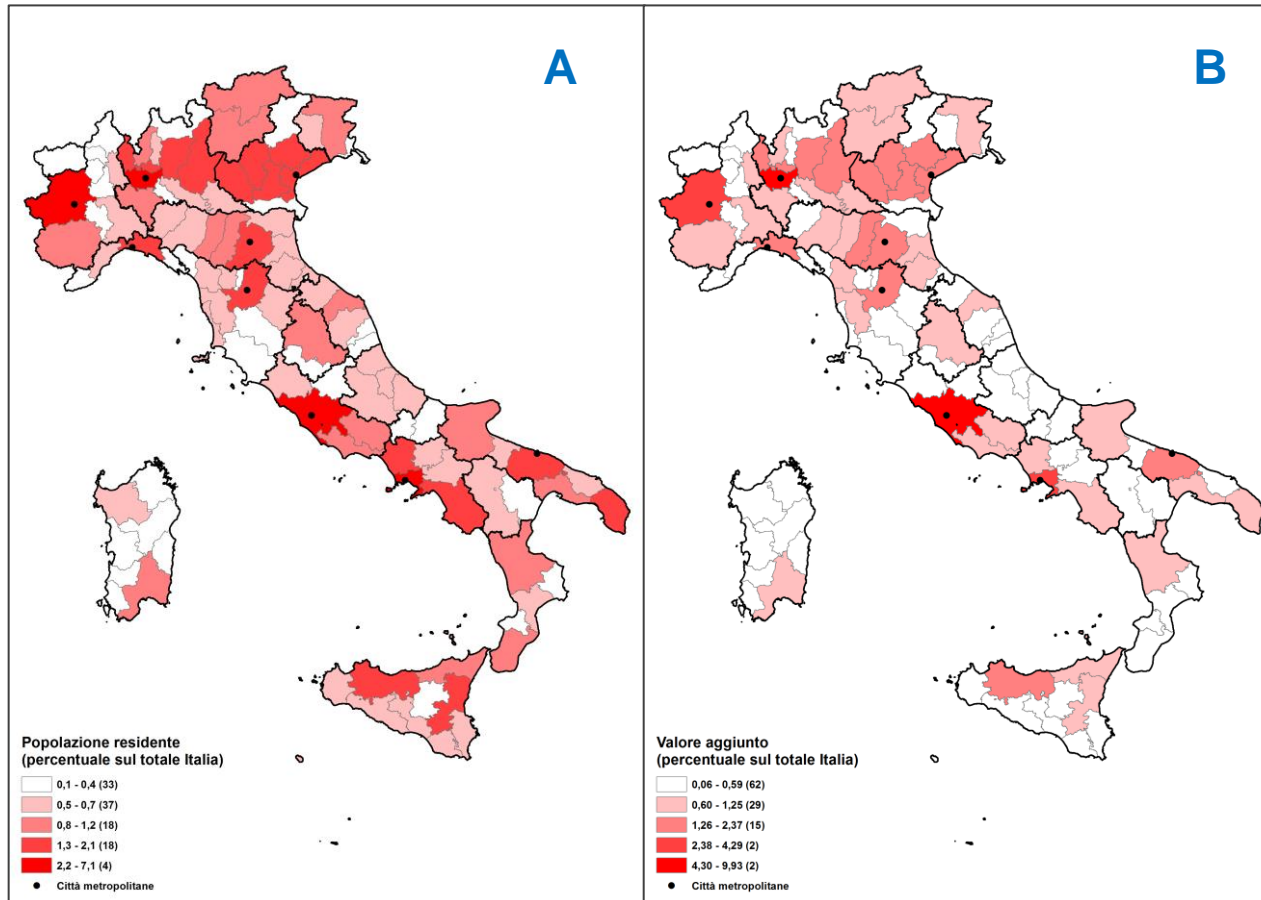 A
Popolazione residente
(percentuale sul totale Italia)
0,1 - 0,4 (33)
0,5 - 0,7 (37)
0,8 - 1,2 (18)
1,3 - 2,1 (18)
2,2 - 7,1 (4)
Città metropolitane
B
Valore aggiunto
(percentuale sul totale Italia)
0,06 - 0,59 (62)
0,60 - 1,25 (29)
1,26 - 2,37 (15)
2,38 - 4,29 (2)
4,30 - 9,93 (2)
Città metropolitane